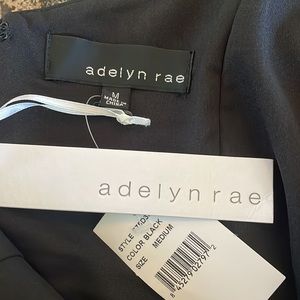 adelyn rae
M
MADE IN
CHINA
adelyn rae
STYLE
COLOR BLACK
SIZE MEDIUM